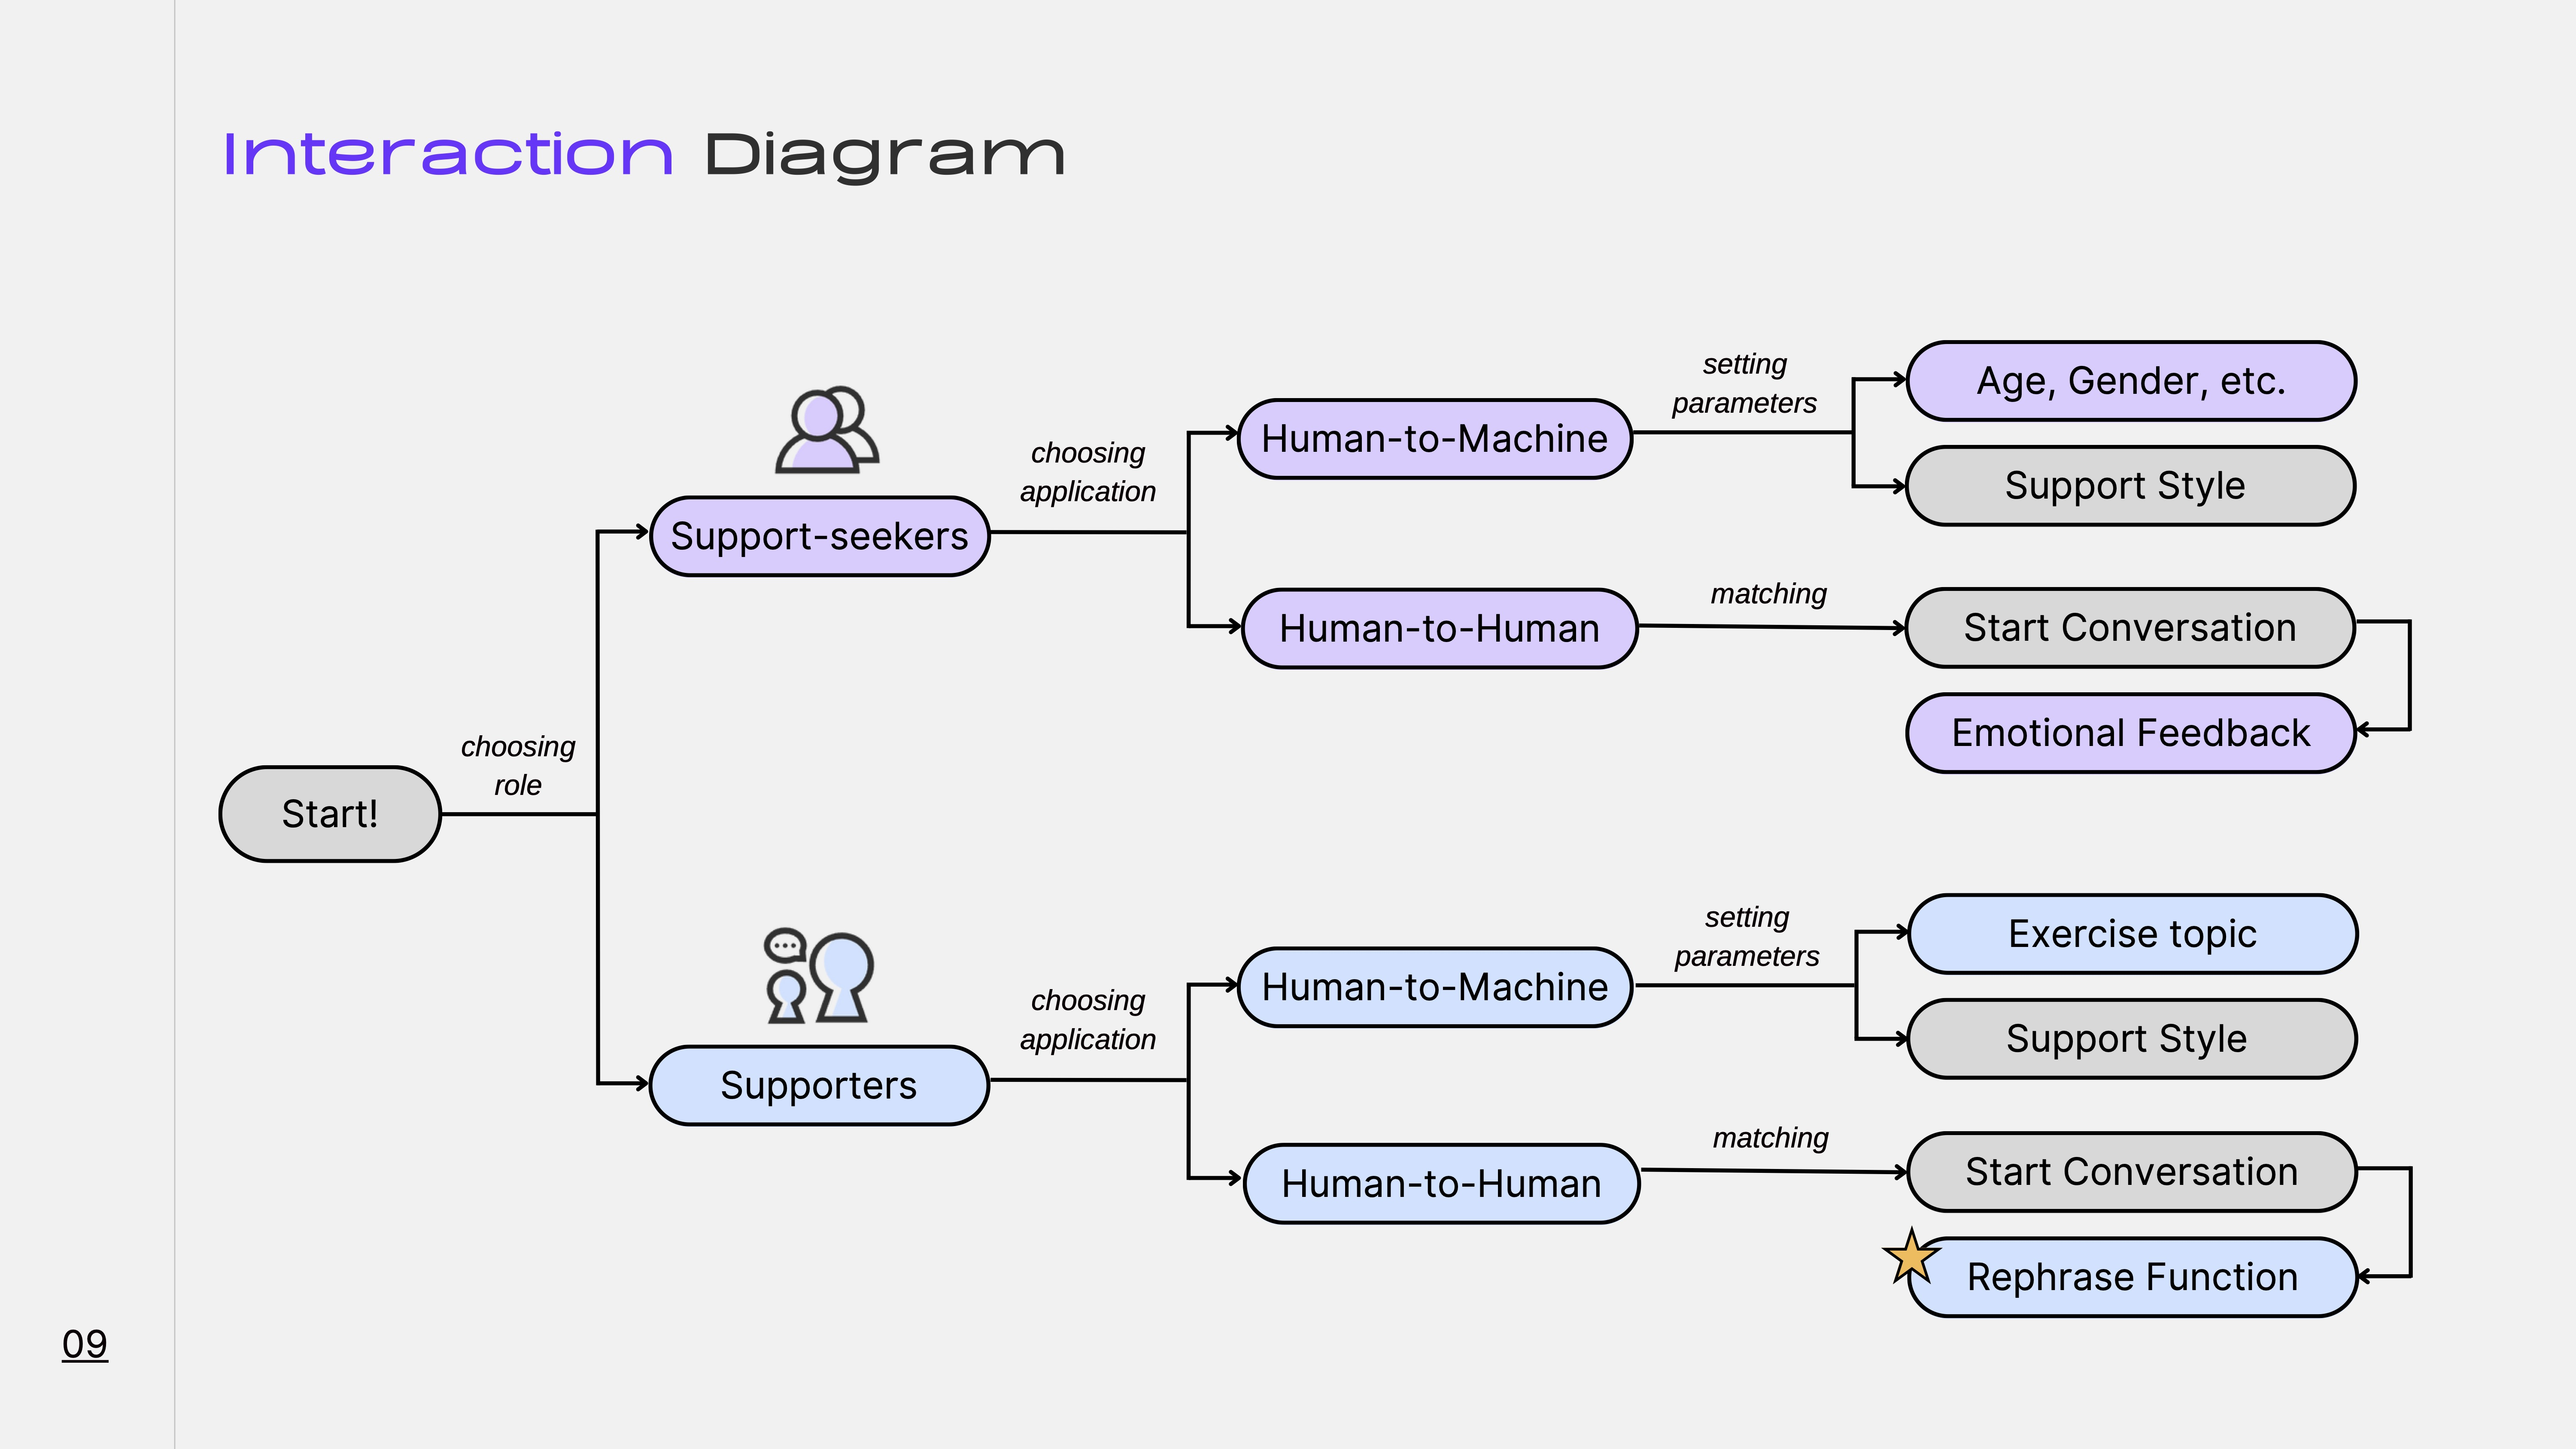 Interaction Diagram
Start!
choosing
role
Support-seekers
choosing
application
Human-to-Machine
setting
parameters
Age, Gender, etc.
Support Style
Human-to-Human
matching
Start Conversation
Emotional Feedback
Supporters
choosing
application
Human-to-Machine
setting
parameters
Exercise topic
Support Style
Human-to-Human
matching
Start Conversation
Rephrase Function
09